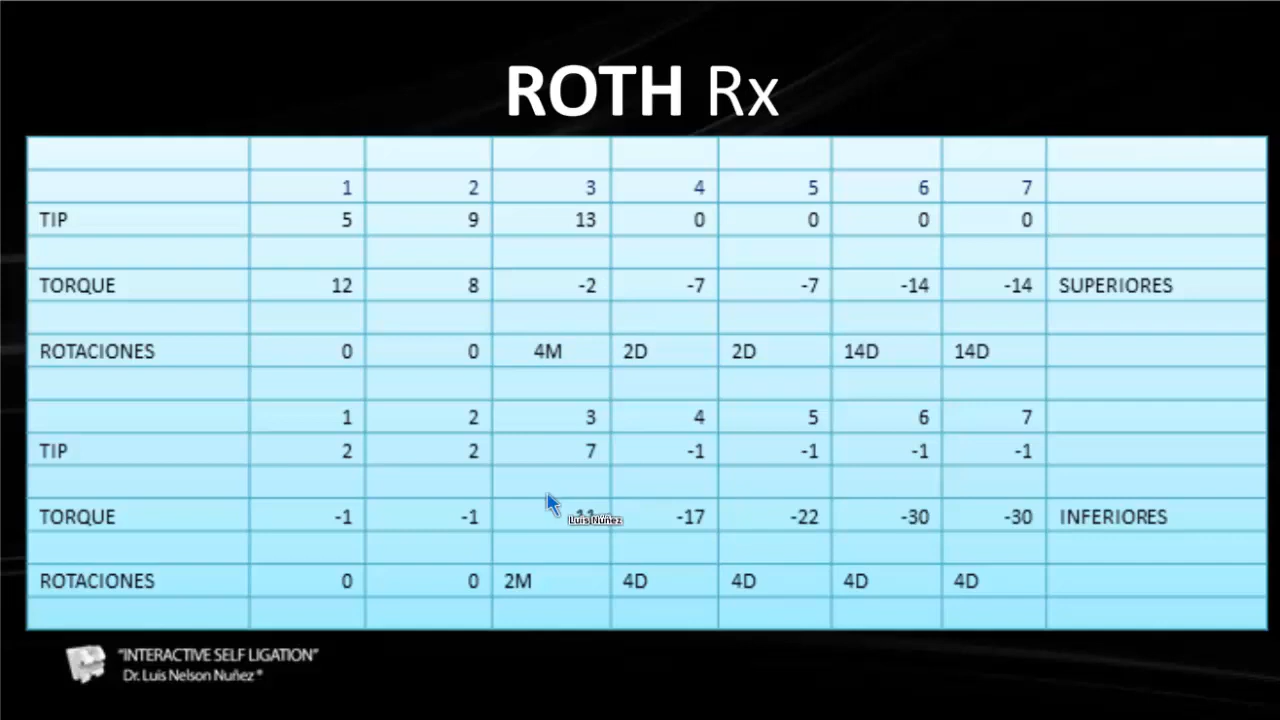 ROTH Rx
1 2 3 4 5 6 7
TIP 5 9 13 0 0 0 0
TORQUE 12 8 -2 -7 -7 -14 -14 SUPERIORES
ROTACIONES 0 0 4M 2D 2D 14D 14D
1 2 3 4 5 6 7
TIP 2 2 7 -1 -1 -1 -1
TORQUE -1 -1 -17 -22 -30 -30 INFERIORES
Luis Nuñez
ROTACIONES 0 0 2M 4D 4D 4D 4D
"INTERACTIVE SELF LIGATION"
Dr. Luis Nelson Nuñez ®